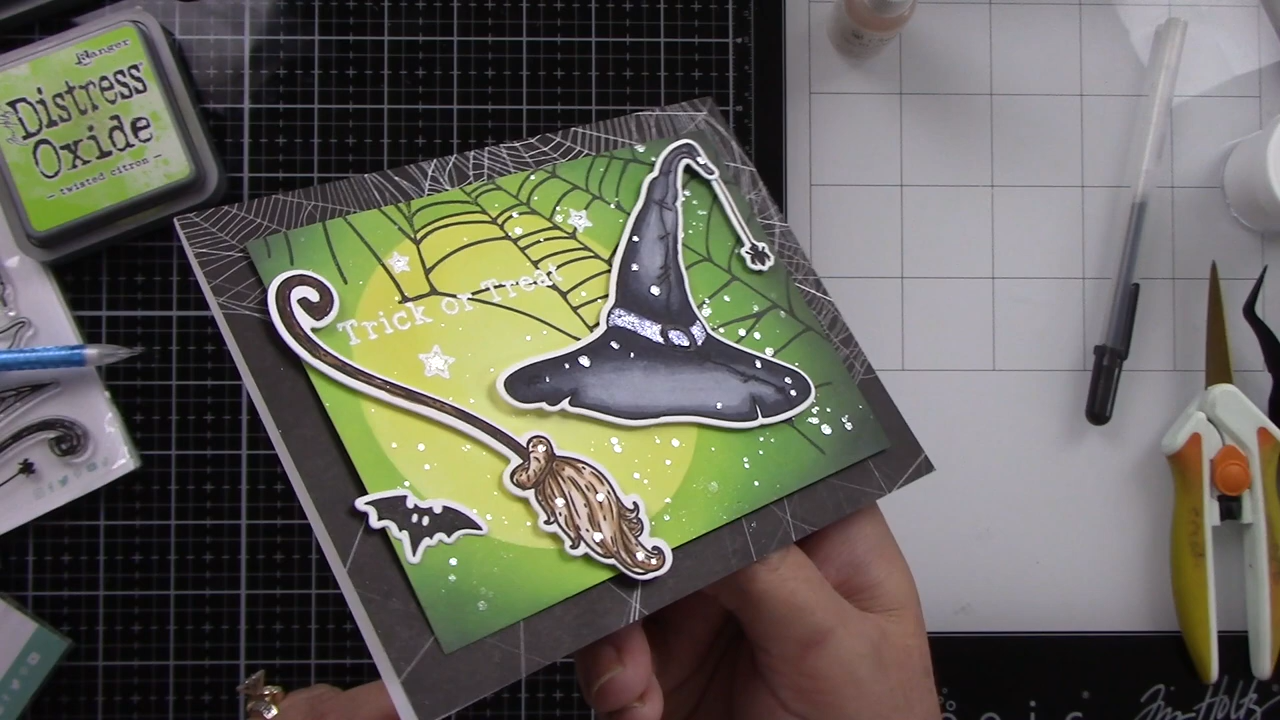 Ranger
Distress
Oxide
— twisted citron —
Trick or Treat
Tim Holtz